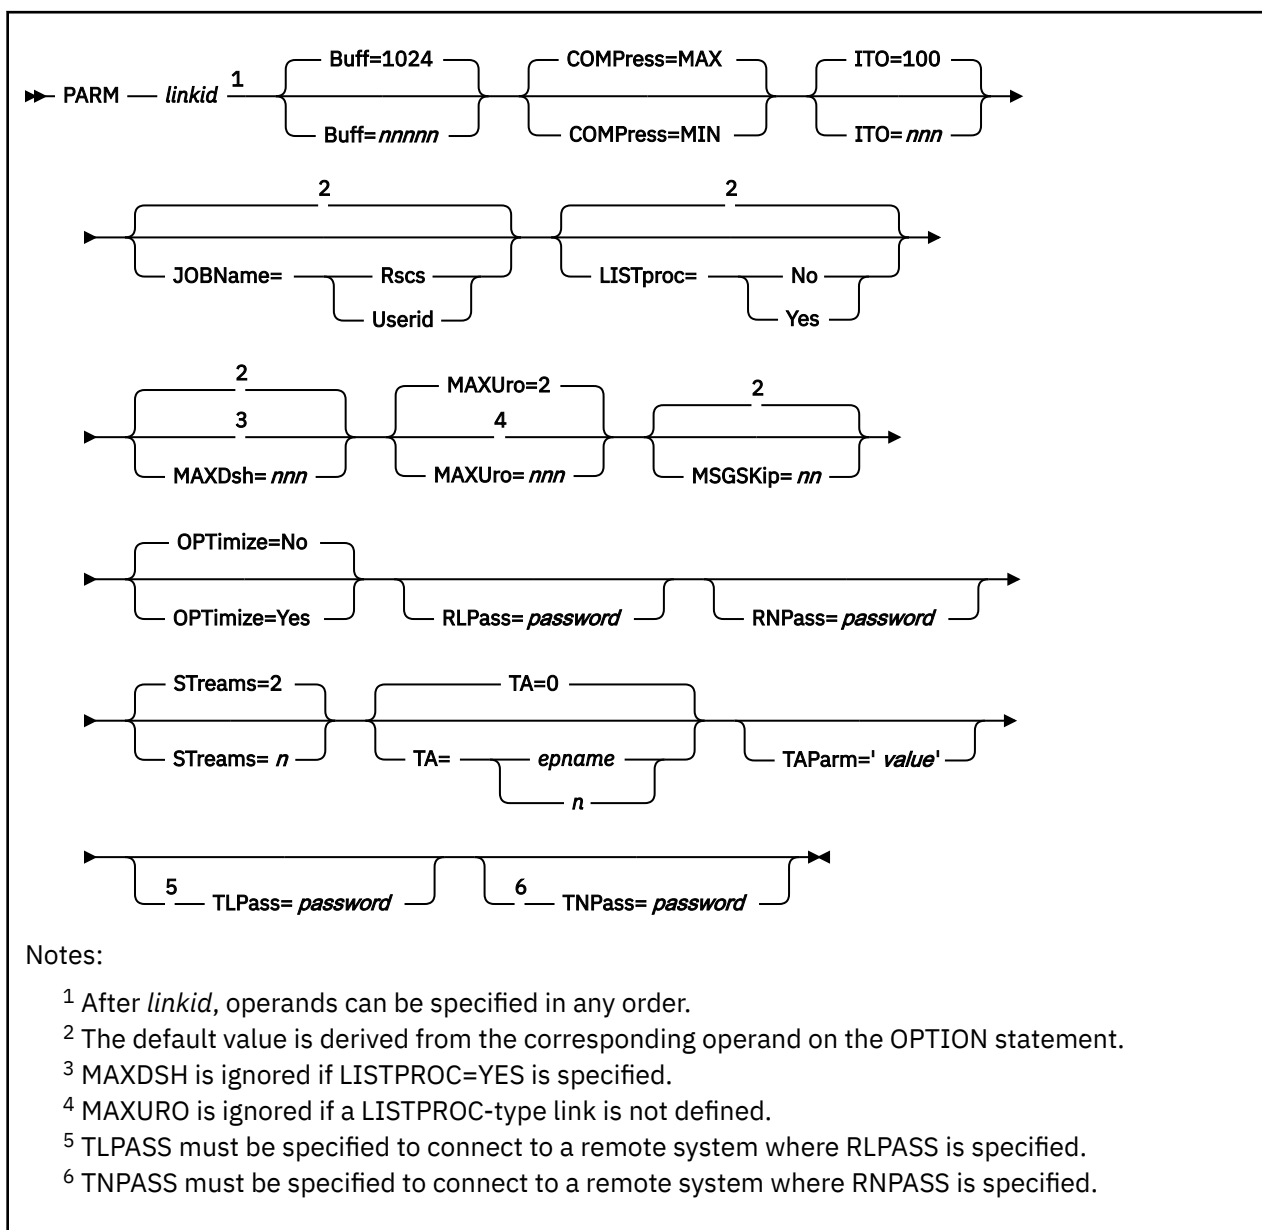 Buff=1024 COMPress=MAX ITO=100
PARM linkid 1
Buff=nnnnn COMPress=MIN ITO=nnn
2 2
JOBName= Rscs LISTproc= No
Userid Yes
2 MAXUro=2 2
3 4
MAXDsh=nnn MAXUro=nnn MSGSKip=nn
OPTimize=No
OPTimize=Yes RLPass=password RNPass=password
STreams=2 TA=0
STreams=n TA= epname TAParm='value'
n
5 TLPass=password 6 TNPass=password
Notes:
1 After linkid, operands can be specified in any order.
2 The default value is derived from the corresponding operand on the OPTION statement.
3 MAXDSH is ignored if LISTPROC=YES is specified.
4 MAXURO is ignored if a LISTPROC-type link is not defined.
5 TLPASS must be specified to connect to a remote system where RLPASS is specified.
6 TNPASS must be specified to connect to a remote system where RNPASS is specified.